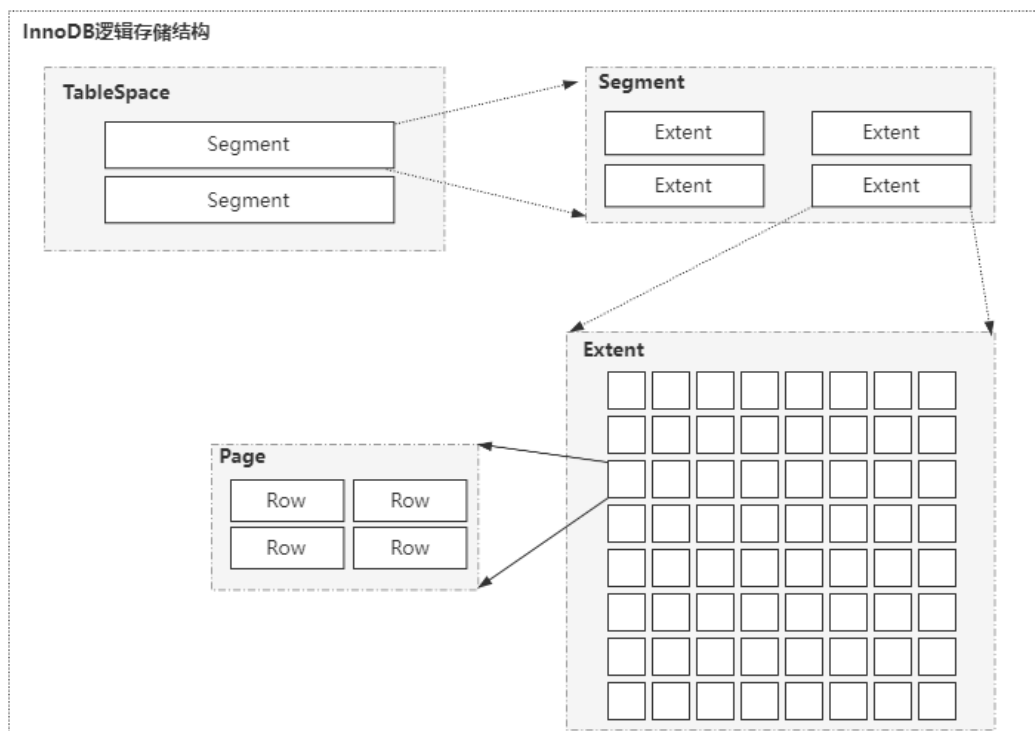 InnoDB逻辑存储结构
TableSpace
Segment
Segment
Segment
Extent Extent
Extent Extent
Extent
Page
Row Row
Row Row